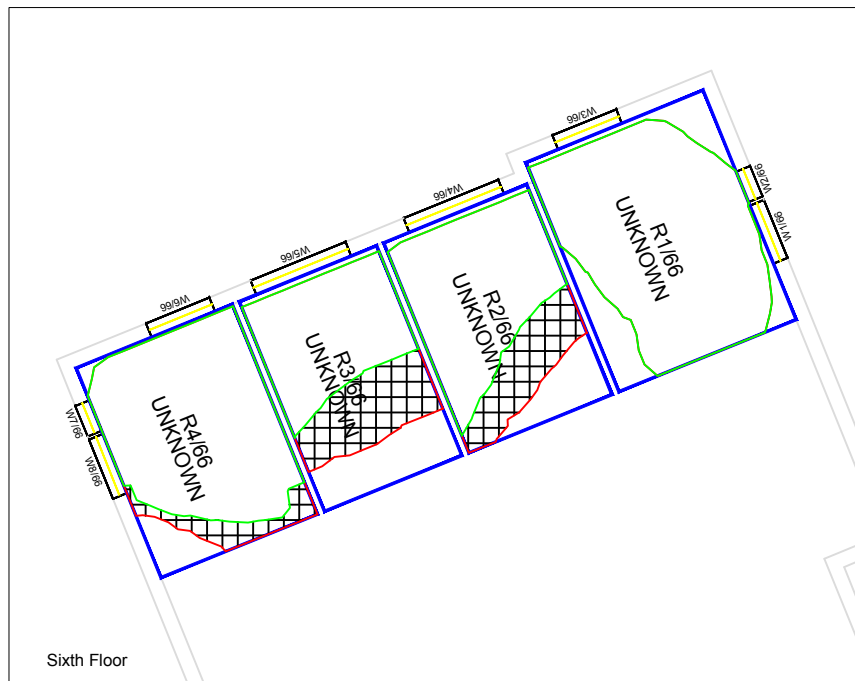 W3/66
W2/66
W1/66
R1/66
UNKNOWN
W4/66
R2/66
UNKNOWN
W5/66
R3/66
UNKNOWN
W6/66
R4/66
UNKNOWN
W7/66
W8/66
Sixth Floor